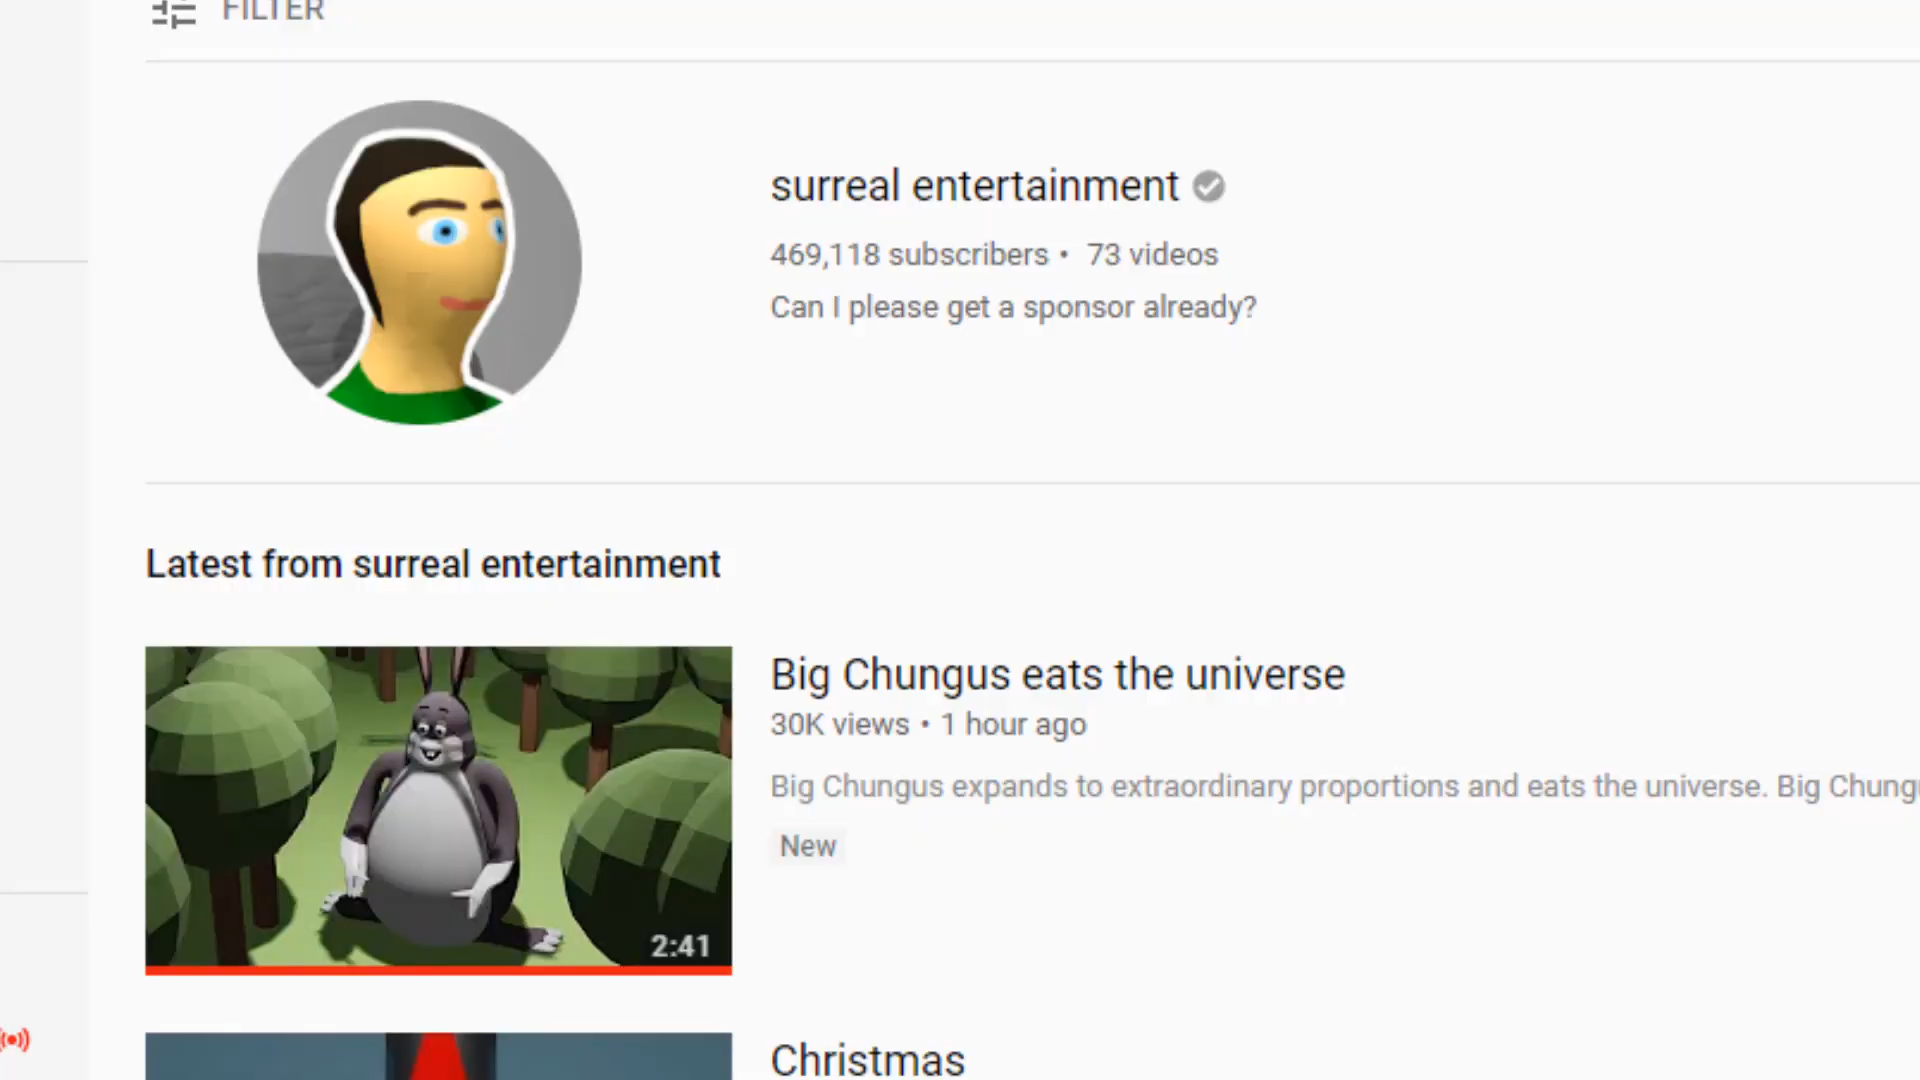 FILTER
surreal entertainment
469,118 subscribers • 73 videos
Can I please get a sponsor already?
Latest from surreal entertainment
Big Chungus eats the universe
30K views • 1 hour ago
Big Chungus expands to extraordinary proportions and eats the universe. Big Chung
New
2:41
Christmas